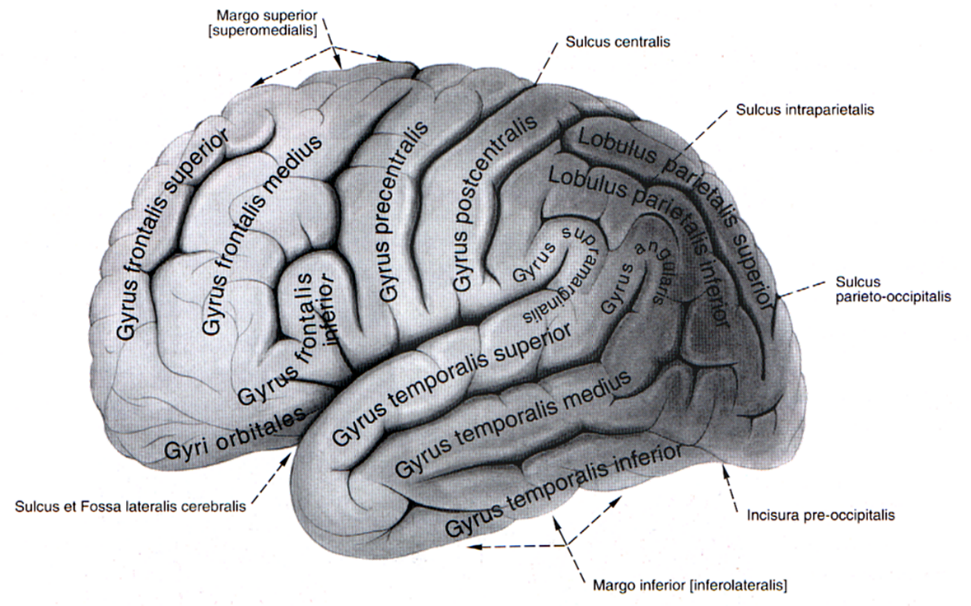 Margo superior
[superomedialis]
Sulcus centralis
Sulcus intraparietalis
Lobulus parietalis superior
Lobulus parietalis inferior
Gyrus frontalis superior
Gyrus frontalis medius
Gyrus precentralis
Gyrus postcentralis
Gyrus supramarginalis
Gyrus angularis
Sulcus
parieto-occipitalis
Gyrus frontalis
inferior
Gyrus temporalis superior
Gyri orbitales
Gyrus temporalis medius
Gyrus temporalis inferior
Sulcus et Fossa lateralis cerebralis
Incisura pre-occipitalis
Margo inferior [inferolateralis]